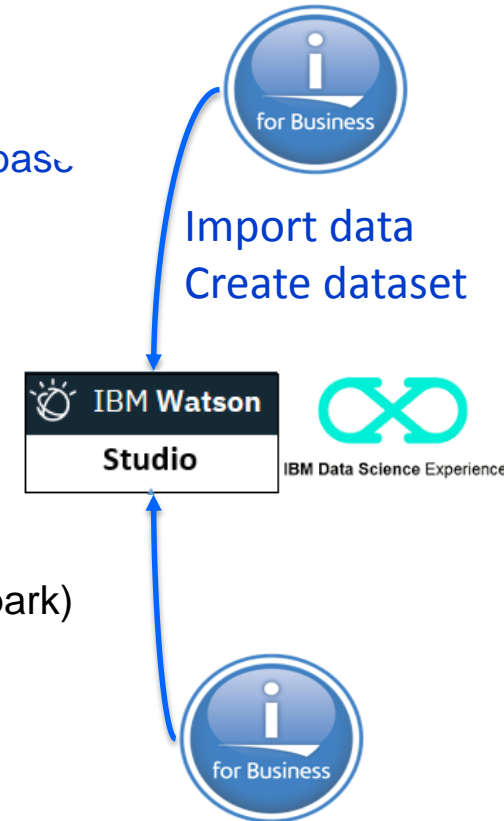 i
for Business
Import data
Create dataset
IBM Watson
Studio
IBM Data Science Experience
i
for Business